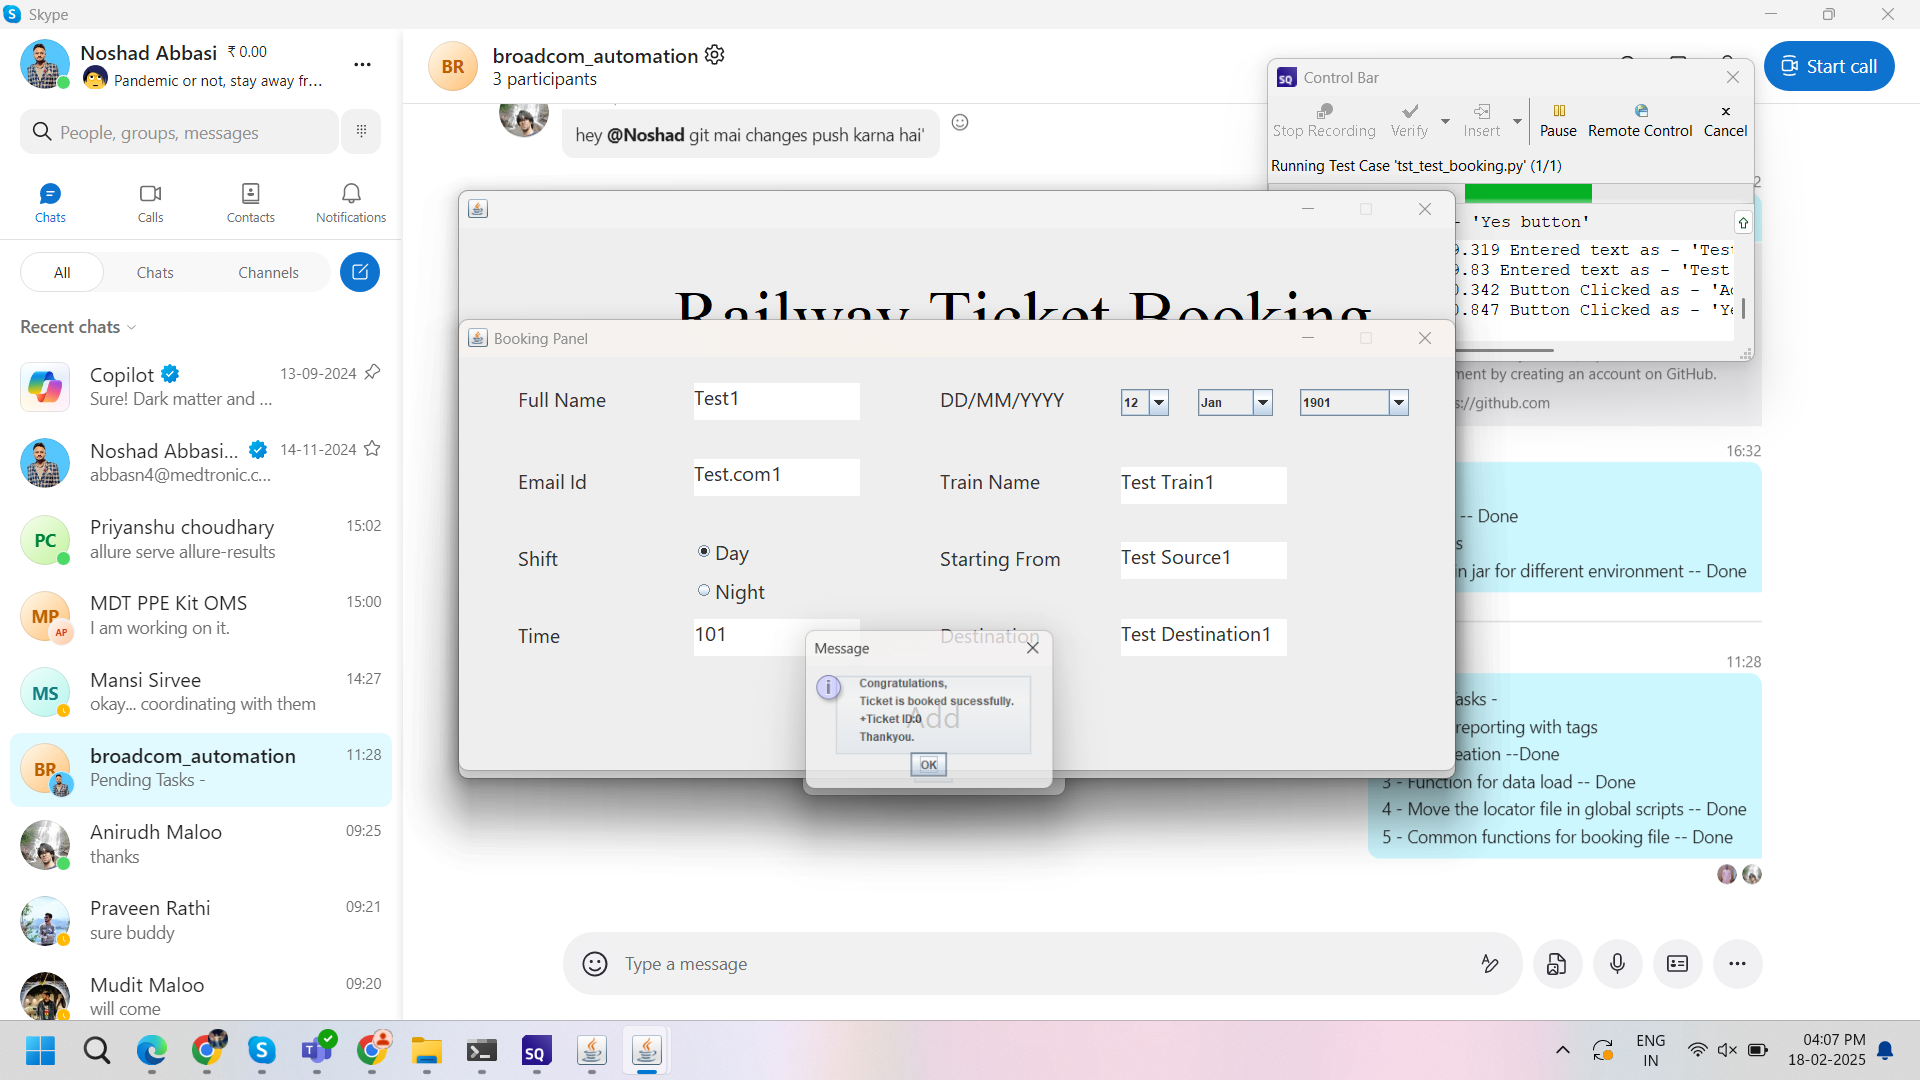 Skype
Noshad Abbasi ₹ 0.00
Pandemic or not, stay away fr...
People, groups, messages
Chats
Calls
Contacts
Notifications
All
Chats
Channels
Recent chats
Copilot
13-09-2024
Sure! Dark matter and ...
Noshad Abbasi...
14-11-2024
abbasn4@medtronic.c...
PC
Priyanshu choudhary
15:02
allure serve allure-results
MP
AP
MDT PPE Kit OMS
15:00
I am working on it.
MS
Mansi Sirvee
14:27
okay... coordinating with them
BR
broadcom_automation
11:28
Pending Tasks -
Anirudh Maloo
09:25
thanks
Praveen Rathi
09:21
sure buddy
Mudit Maloo
09:20
will come
BR
broadcom_automation
3 participants
Start call
hey @Noshad git mai changes push karna hai'
SQ Control Bar
Stop Recording
Verify
Insert
Pause
Remote Control
Cancel
Running Test Case 'tst_test_booking.py' (1/1)
- 'Yes button'
.319 Entered text as - 'Test
.83 Entered text as - 'Test
.342 Button Clicked as - 'Ad
.847 Button Clicked as - 'Ye
Railway Ticket Booking
Booking Panel
Full Name
Test1
DD/MM/YYYY
12
Jan
1901
Email Id
Test.com1
Train Name
Test Train1
Shift
Day
Night
Starting From
Test Source1
Time
101
Destination
Test Destination1
Add
Message
Congratulations,
Ticket is booked sucessfully.
+Ticket ID:0
Thankyou.
OK
ment by creating an account on GitHub.
s://github.com
16:32
-- Done
s
in jar for different environment -- Done
11:28
asks -
reporting with tags
eation --Done
3 - Function for data load -- Done
4 - Move the locator file in global scripts -- Done
5 - Common functions for booking file -- Done
Type a message
SQ
ENG
IN
04:07 PM
18-02-2025